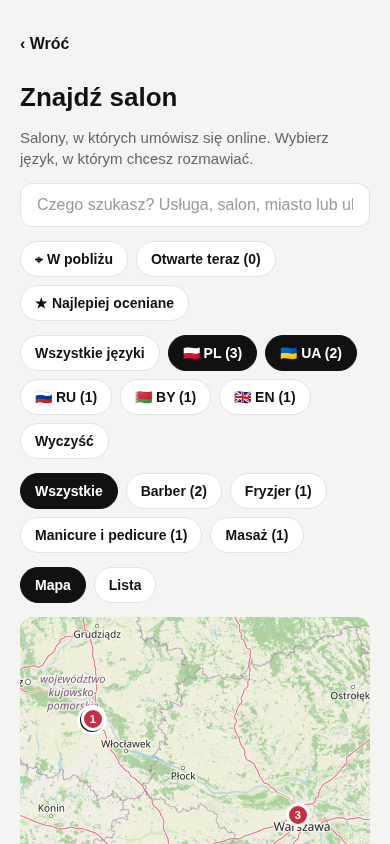 ‹ Wróć
Znajdź salon
Salony, w których umówisz się online. Wybierz
język, w którym chcesz rozmawiać.
Czego szukasz? Usługa, salon, miasto lub ul
⌖ W pobliżu
Otwarte teraz (0)
★ Najlepiej oceniane
Wszystkie języki
🇵🇱 PL (3)
🇺🇦 UA (2)
🇷🇺 RU (1)
🇧🇾 BY (1)
🇬🇧 EN (1)
Wyczyść
Wszystkie
Barber (2)
Fryzjer (1)
Manicure i pedicure (1)
Masaż (1)
Mapa
Lista
Grudziądz
województwo
kujawsko-
pomorskie
Ostrołęk
1
Włocławek
Płock
Konin
3
Warszawa